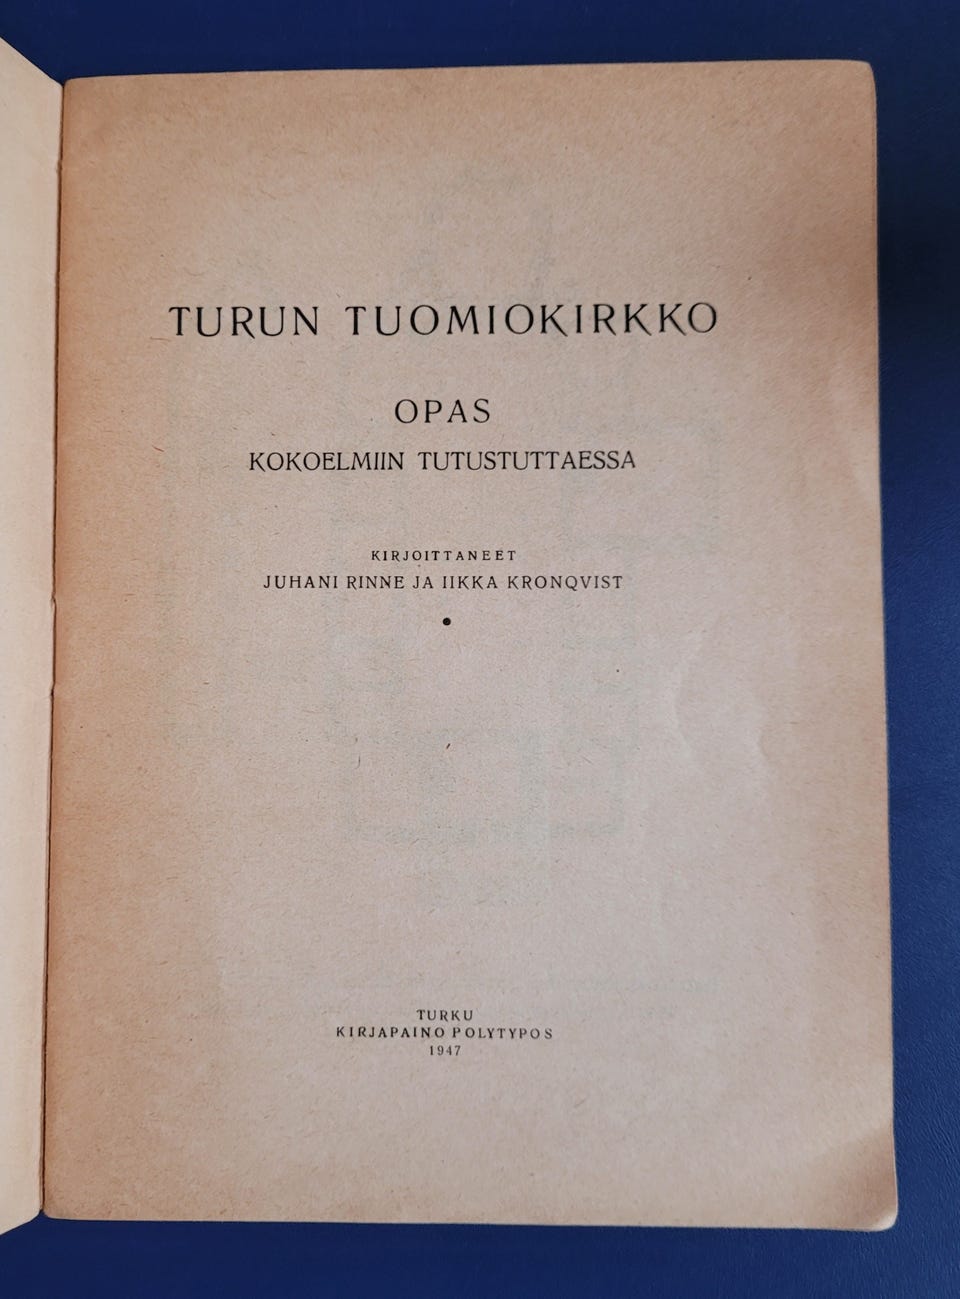 TURUN TUOMIOKIRKKO
OPAS
KOKOELMIIN TUTUSTUTTAESSA
KIRJOITTANEET
JUHANI RINNE JA IIKKA KRONQVIST
TURKU
KIRJAPAINO POLYTYPOS
1947